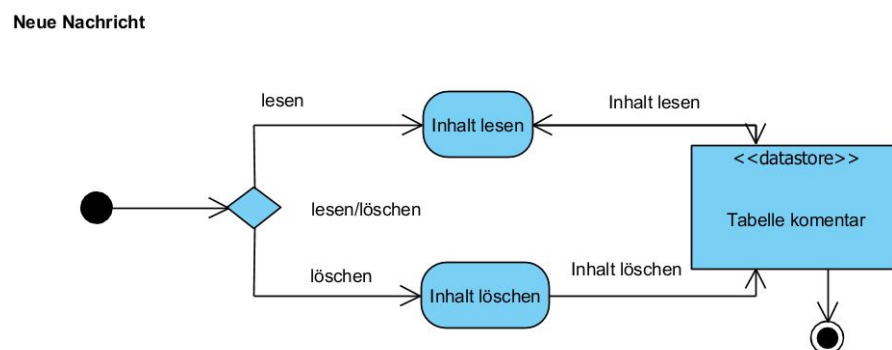 Neue Nachricht
lesen
Inhalt lesen
Inhalt lesen
<<datastore>>
Tabelle komentar
lesen/löschen
löschen
Inhalt löschen
Inhalt löschen